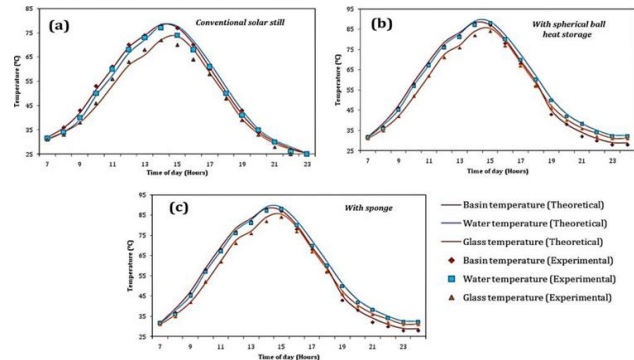 (a)
Conventional solar still
85
75
65
55
45
35
25
Temperature (°C)
7 9 11 13 15 17 19 21 23
Time of day (Hours)
(b)
With spherical ball
heat storage
95
85
75
65
55
45
35
25
Temperature (°C)
7 9 11 13 15 17 19 21 23
Time of day (Hours)
(c)
With sponge
95
85
75
65
55
45
35
25
Temperature (°C)
7 9 11 13 15 17 19 21 23
Time of day (Hours)
Basin temperature (Theoretical)
Water temperature (Theoretical)
Glass temperature (Theoretical)
Basin temperature (Experimental)
Water temperature (Experimental)
Glass temperature (Experimental)